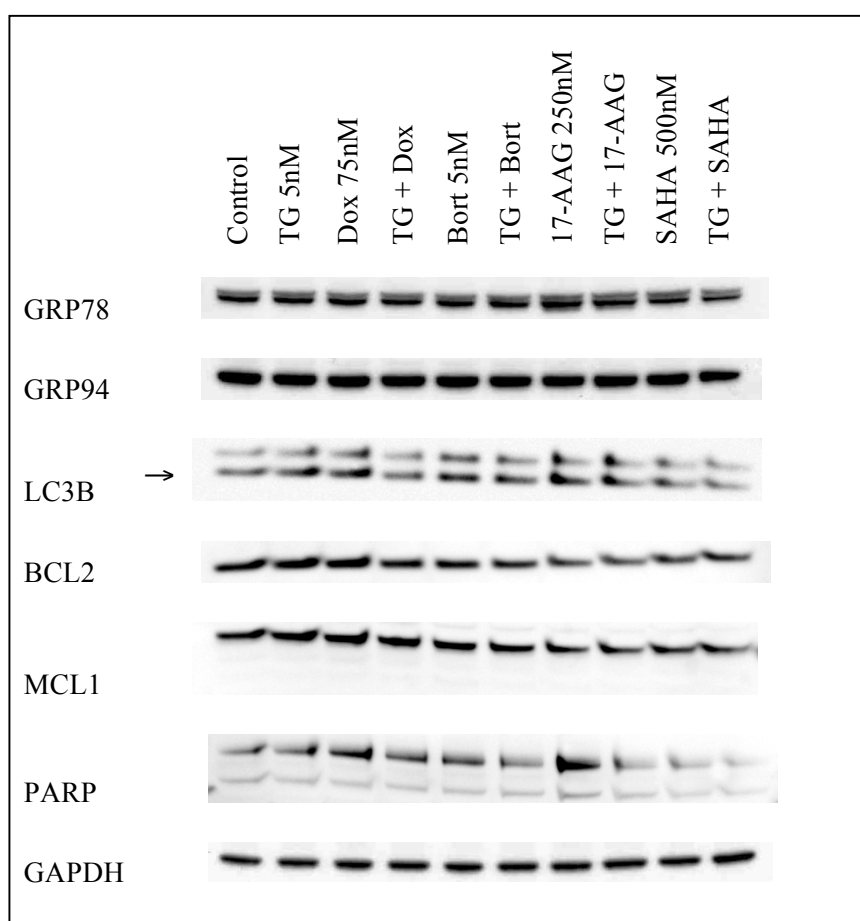 Control
TG 5nM
Dox 75nM
TG + Dox
Bort 5nM
TG + Bort
17-AAG 250nM
TG + 17-AAG
SAHA 500nM
TG + SAHA
GRP78
GRP94
→
LC3B
BCL2
MCL1
PARP
GAPDH